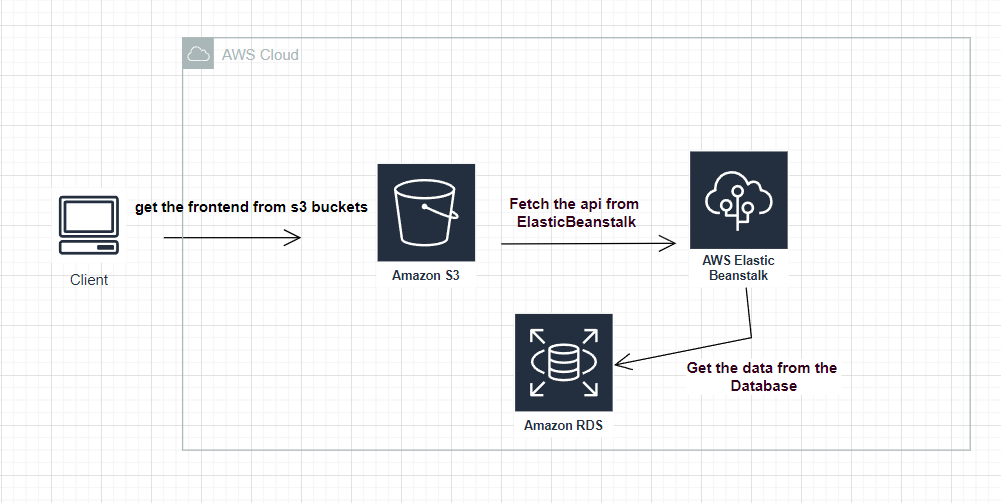 AWS Cloud
get the frontend from s3 buckets
Fetch the api from
ElasticBeanstalk
Client
Amazon S3
AWS Elastic
Beanstalk
Get the data from the
Database
Amazon RDS